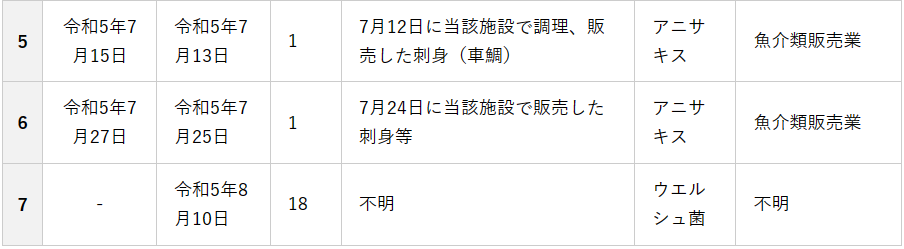 5 令和5年7月15日 令和5年7月13日 1 7月12日に当該施設で調理、販売した刺身（車鯛） アニサキス 魚介類販売業
6 令和5年7月27日 令和5年7月25日 1 7月24日に当該施設で販売した刺身等 アニサキス 魚介類販売業
7 - 令和5年8月10日 18 不明 ウエルシュ菌 不明